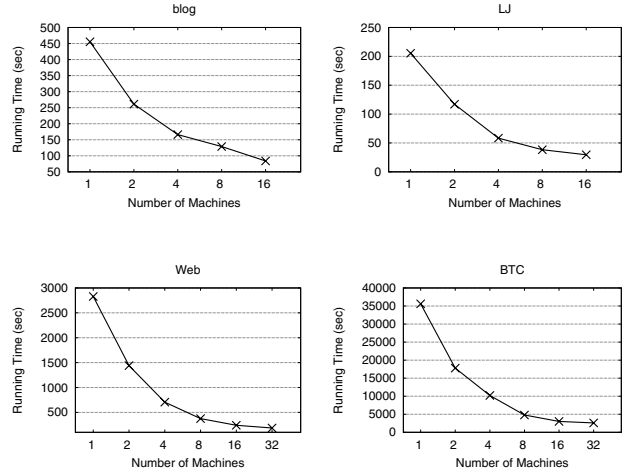 blog
500
450
400
350
300
250
200
150
100
50
Running Time (sec)
1 2 4 8 16
Number of Machines
LJ
250
200
150
100
50
0
Running Time (sec)
1 2 4 8 16
Number of Machines
Web
3000
2500
2000
1500
1000
500
Running Time (sec)
1 2 4 8 16 32
Number of Machines
BTC
40000
35000
30000
25000
20000
15000
10000
5000
0
Running Time (sec)
1 2 4 8 16 32
Number of Machines